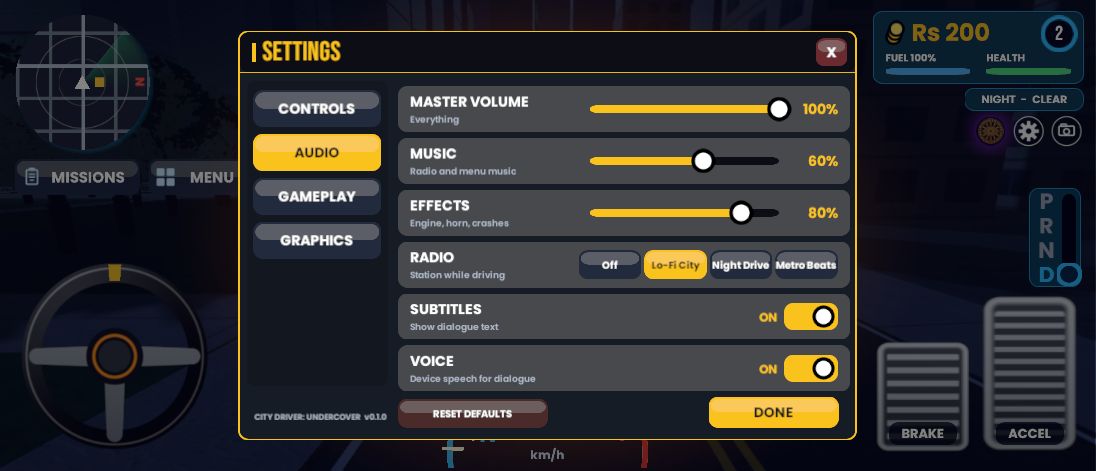 SETTINGS
X
CONTROLS
AUDIO
GAMEPLAY
GRAPHICS
MASTER VOLUME
Everything
100%
MUSIC
Radio and menu music
60%
EFFECTS
Engine, horn, crashes
80%
RADIO
Station while driving
Off
Lo-Fi City
Night Drive
Metro Beats
SUBTITLES
Show dialogue text
ON
VOICE
Device speech for dialogue
ON
CITY DRIVER: UNDERCOVER v0.1.0
RESET DEFAULTS
DONE
N
MISSIONS
MENU
Rs 200
2
FUEL 100%
HEALTH
NIGHT - CLEAR
P
R
N
D
BRAKE
ACCEL
km/h